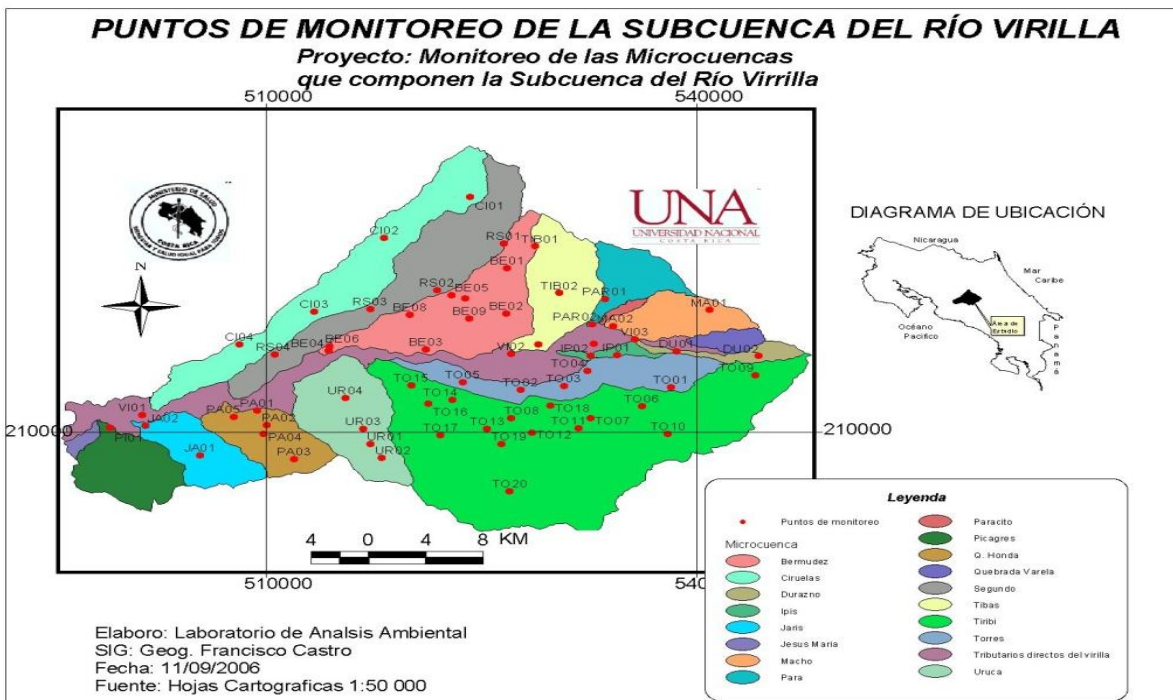 PUNTOS DE MONITOREO DE LA SUBCUENCA DEL RÍO VIRILLA
Proyecto: Monitoreo de las Microcuencas
que componen la Subcuenca del Río Virrilla
510000
540000
MINISTERIO DE SALUD
COSTA RICA
UNA
UNIVERSIDAD NACIONAL
COSTA RICA
N
CI01
CI02
RS01
TIB01
BE01
RS02
BE05
TIB02
PAR01
CI03
RS03
BE08
BE02
BE09
PAR02
MA02
MA01
VI03
CI04
RS04
BE04
BE06
BE03
VI02
IP02
IP01
DU01
DU02
TO04
TO09
TO15
TO05
TO02
TO03
TO01
UR04
TO14
TO16
TO08
TO18
TO06
VI01
JA02
PA05
PA01
PA02
UR03
TO13
TO11
TO07
210000
PI01
PA04
UR01
TO17
TO19
TO12
TO10
210000
JA01
PA03
UR02
TO20
4 0 4 8 KM
510000
540000
DIAGRAMA DE UBICACIÓN
Nicaragua
Mar
Caribe
Océano
Pacifico
Área de
Estudio
Panamá
Leyenda
Puntos de monitoreo
Microcuenca
Bermudez
Ciruelas
Durazno
Ipis
Jaris
Jesus Maria
Macho
Para
Paracito
Picagres
Q. Honda
Quebrada Varela
Segundo
Tibas
Tiribi
Torres
Tributarios directos del virilla
Uruca
Elaboro: Laboratorio de Analsis Ambiental
SIG: Geog. Francisco Castro
Fecha: 11/09/2006
Fuente: Hojas Cartograficas 1:50 000